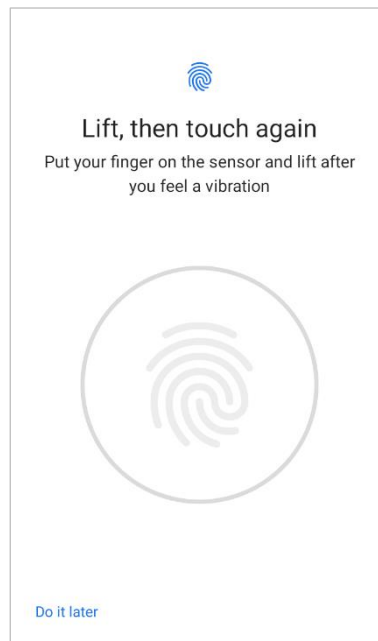 Lift, then touch again
Put your finger on the sensor and lift after
you feel a vibration
Do it later